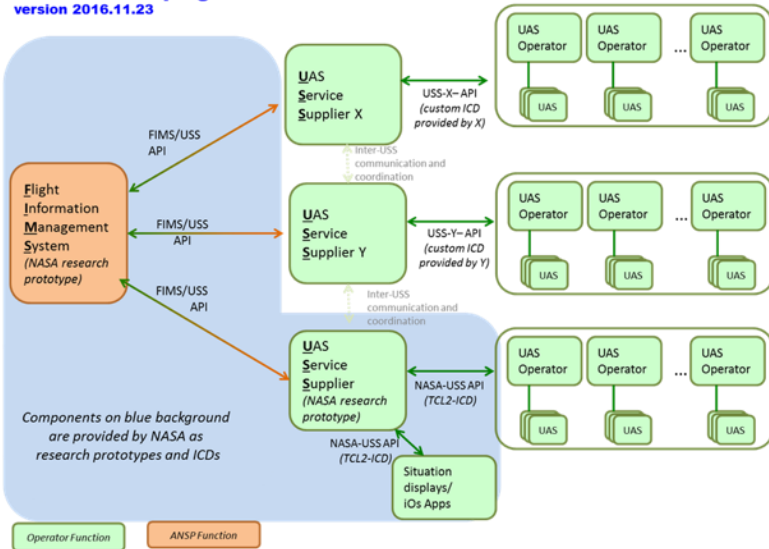 version 2016.11.23
UAS
Service
Supplier X
USS-X– API
(custom ICD
provided by X)
UAS
Operator
UAS
Operator
...
UAS
Operator
UAS
UAS
UAS
FIMS/USS
API
Inter-USS
communication and
coordination
Flight
Information
Management
System
(NASA research
prototype)
FIMS/USS
API
UAS
Service
Supplier Y
USS-Y– API
(custom ICD
provided by Y)
UAS
Operator
UAS
Operator
...
UAS
Operator
UAS
UAS
UAS
FIMS/USS
API
Inter-USS
communication and
coordination
UAS
Service
Supplier
(NASA research
prototype)
NASA-USS API
(TCL2-ICD)
UAS
Operator
UAS
Operator
...
UAS
Operator
UAS
UAS
UAS
Components on blue background
are provided by NASA as
research prototypes and ICDs
NASA-USS API
(TCL2-ICD)
Situation
displays/
iOs Apps
Operator Function
ANSP Function